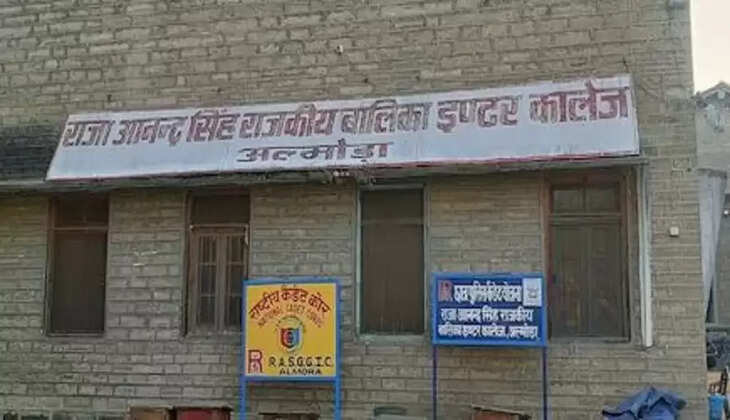 राजा आनन्द सिंह राजकीय बालिका इण्टर कालेज
अल्मोड़ा
राष्ट्रीय कैडेट कोर
NATIONAL CADET CORPS
R.A.S.G.G.I.C.
ALMORA
राजा आनन्द सिंह राजकीय
बालिका इण्टर कालेज, अल्मोड़ा